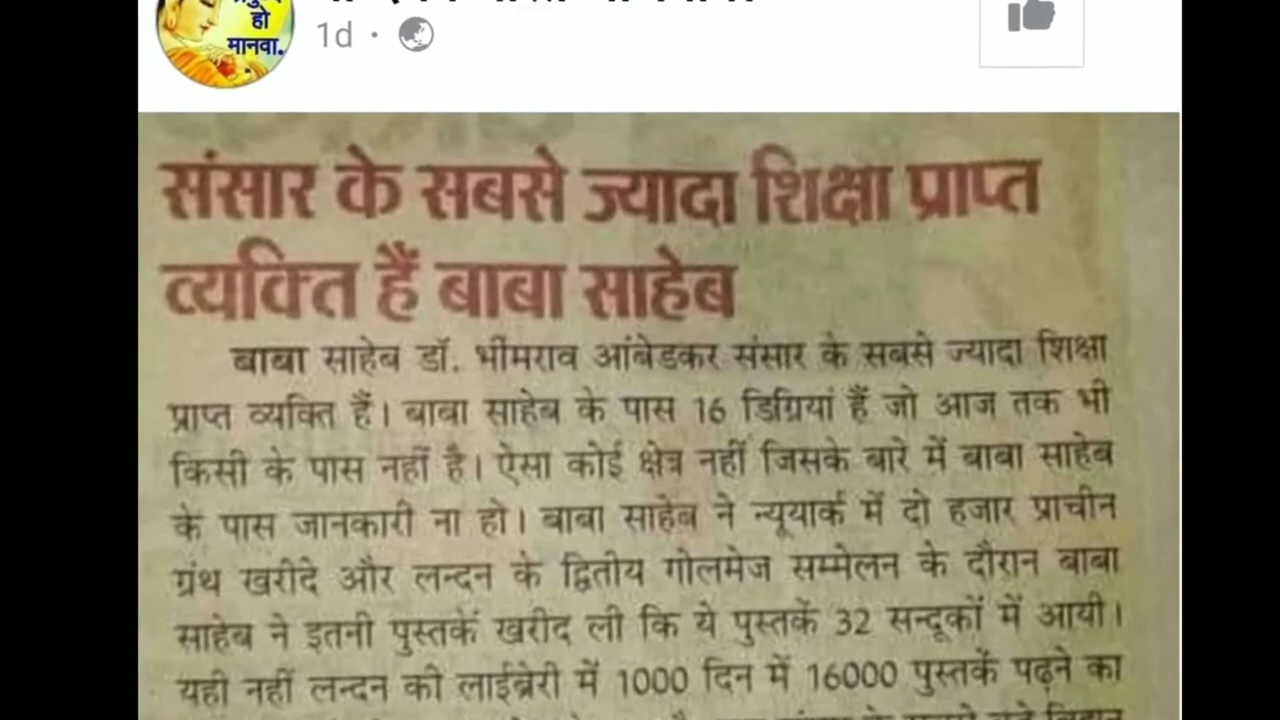 हो
मानवा.
1d ·
संसार के सबसे ज्यादा शिक्षा प्राप्त
व्यक्ति हैं बाबा साहेब
बाबा साहेब डॉ. भीमराव आंबेडकर संसार के सबसे ज्यादा शिक्षा
प्राप्त व्यक्ति हैं। बाबा साहेब के पास 16 डिग्रियां हैं जो आज तक भी
किसी के पास नहीं है। ऐसा कोई क्षेत्र नहीं जिसके बारे में बाबा साहेब
के पास जानकारी ना हो। बाबा साहेब ने न्यूयार्क में दो हजार प्राचीन
ग्रंथ खरीदे और लन्दन के द्वितीय गोलमेज सम्मेलन के दौरान बाबा
साहेब ने इतनी पुस्तकें खरीद ली कि ये पुस्तकें 32 सन्दूकों में आयी।
यही नहीं लन्दन की लाईब्रेरी में 1000 दिन में 16000 पुस्तकें पढ़ने का